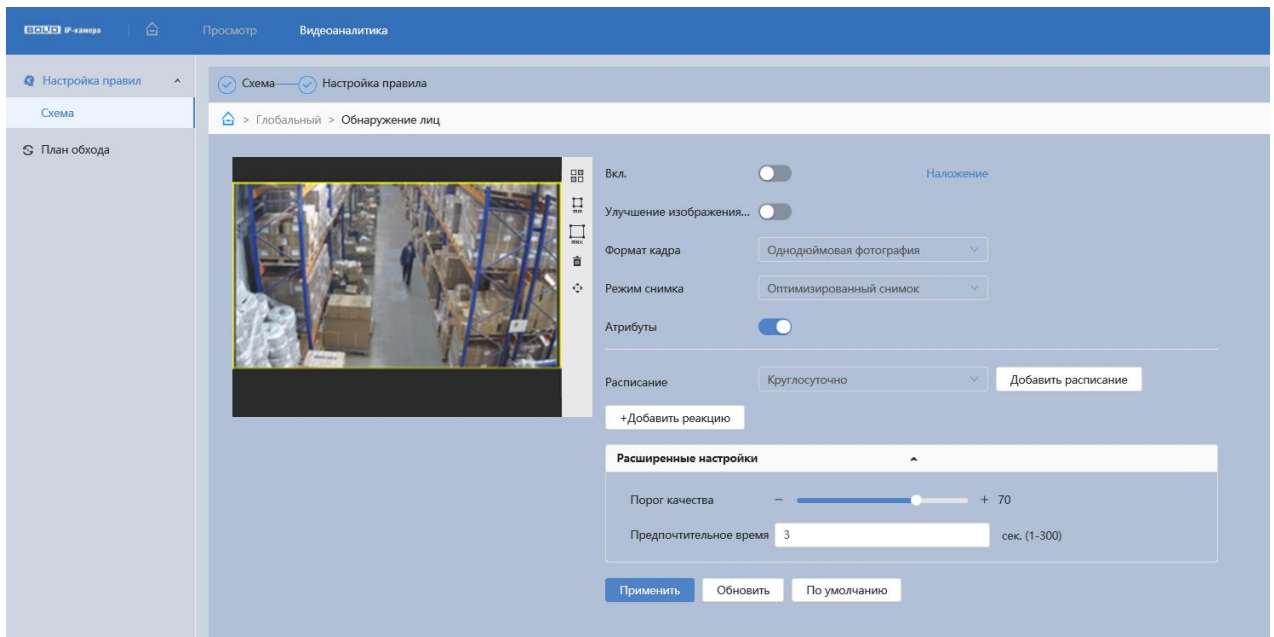 BOLID IP-камера
Просмотр
Видеоаналитика
Настройка правил
Схема
План обхода
Схема
Настройка правила
> Глобальный > Обнаружение лиц
min
max
Вкл.
Наложение
Улучшение изображения...
Формат кадра
Однодюймовая фотография
Режим снимка
Оптимизированный снимок
Атрибуты
Расписание
Круглосуточно
Добавить расписание
+Добавить реакцию
Расширенные настройки
Порог качества
− + 70
Предпочтительное время
3
сек. (1-300)
Применить
Обновить
По умолчанию